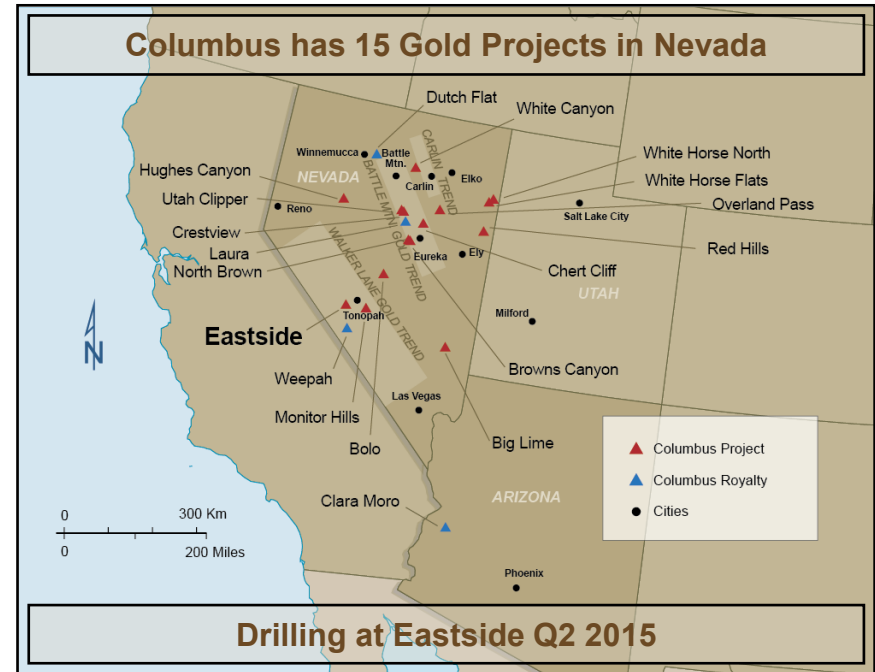 Columbus has 15 Gold Projects in Nevada
Dutch Flat
White Canyon
Winnemucca
Battle
Mtn.
Carlin
Elko
CARLIN TREND
NEVADA
BATTLE MTN GOLD TREND
Hughes Canyon
White Horse North
Utah Clipper
White Horse Flats
Reno
Salt Lake City
Overland Pass
Crestview
Laura
North Brown
Eureka
Ely
Red Hills
Chert Cliff
WALKER LANE GOLD TREND
UTAH
Tonopah
Milford
Eastside
N
Weepah
Browns Canyon
Monitor Hills
Las Vegas
Bolo
Big Lime
Columbus Project
Columbus Royalty
Cities
Clara Moro
ARIZONA
0 300 Km
0 200 Miles
Phoenix
Drilling at Eastside Q2 2015